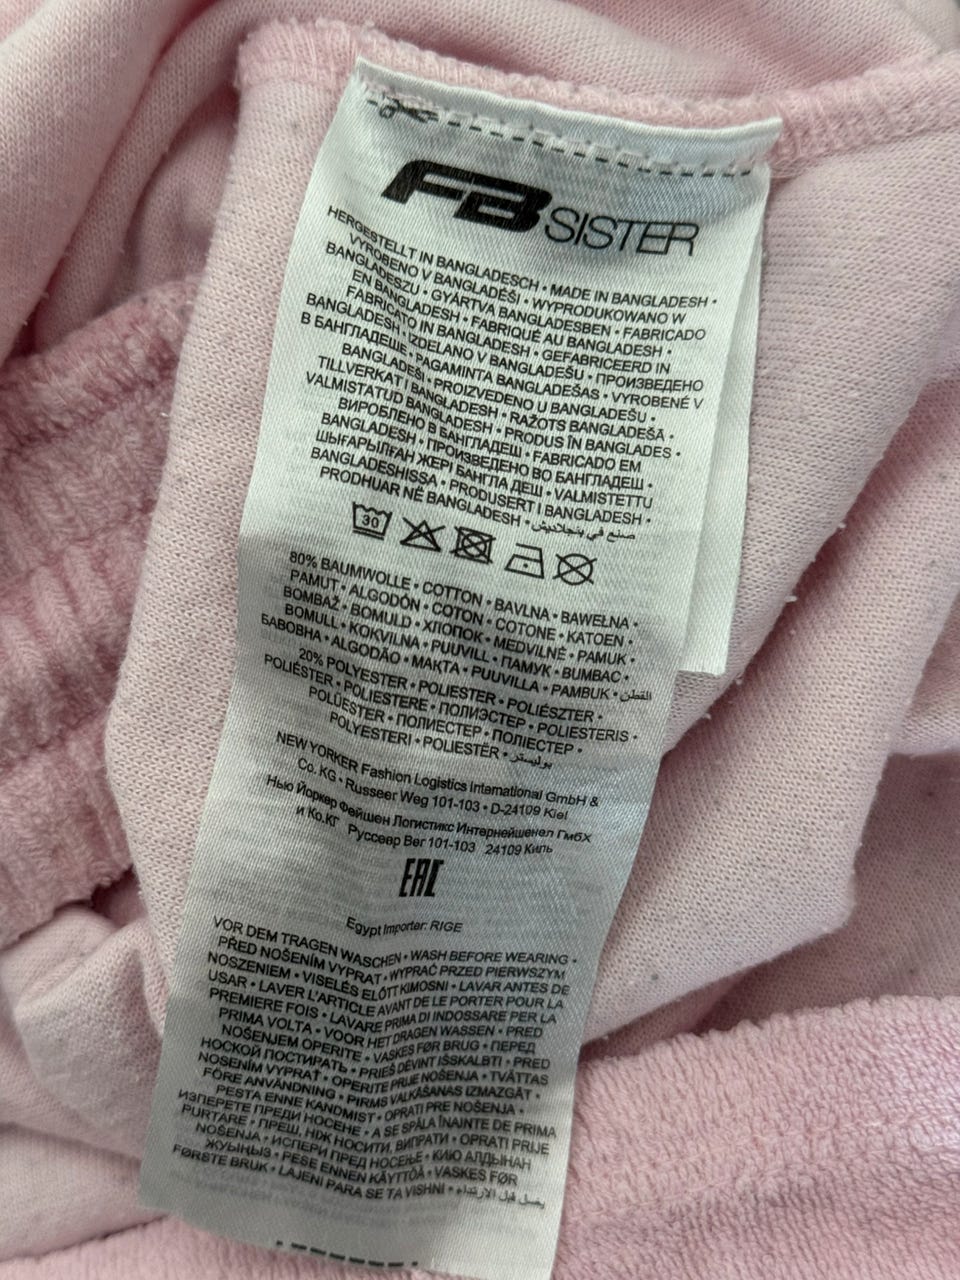 FB SISTER
HERGESTELLT IN BANGLADESCH • MADE IN BANGLADESH •
VYROBENO V BANGLADÉŠI • WYPRODUKOWANO W
BANGLADESZU • GYÁRTVA BANGLADESBEN • FABRICADO
EN BANGLADESH • FABRIQUÉ AU BANGLADESH •
FABRICATO IN BANGLADESH • GEFABRICEERD IN
BANGLADESH • IZDELANO V BANGLADEŠU • ПРОИЗВЕДЕНО
В БАНГЛАДЕШЕ • PAGAMINTA BANGLADEŠAS • VYROBENÉ V
BANGLADEŠI • PROIZVEDENO U BANGLADEŠU •
TILLVERKAT I BANGLADESH • RAŽOTS BANGLADEŠĀ •
VALMISTATUD BANGLADESH • PRODUS ÎN BANGLADES •
ВИРОБЛЕНО В БАНГЛАДЕШ • FABRICADO EM
BANGLADESH • ПРОИЗВЕДЕНО ВО БАНГЛАДЕШ •
ШЫҒАРЫЛҒАН ЖЕРІ БАНГЛА ДЕШ • VALMISTETTU
BANGLADESHISSA • PRODUSERT I BANGLADESH •
PRODHUAR NË BANGLADESH • صنع في بنجلاديش
30
80% BAUMWOLLE • COTTON • BAVLNA • BAWEŁNA •
PAMUT • ALGODÓN • COTON • COTONE • KATOEN •
BOMBAŽ • BOMULD • ХЛОПОК • MEDVILNĖ • PAMUK •
BOMULL • KOKVILNA • PUUVILL • ПАМУК • BUMBAC •
БАВОВНА • ALGODÃO • МАҚТА • PUUVILLA • PAMBUK • القطن
20% POLYESTER • POLIESTER • POLIÉSZTER •
POLIÉSTER • POLIESTERE • ПОЛИЭСТЕР • POLIESTERIS •
POLÜESTER • ПОЛИЕСТЕР • ПОЛІЕСТЕР •
POLYESTERI • POLIESTËR • بوليستر
NEW YORKER Fashion Logistics International GmbH &
Co. KG • Russeer Weg 101-103 • D-24109 Kiel
Нью Йоркер Фейшен Логистикс Интернейшенел ГмбХ
и Ко.КГ Руссеер Вег 101-103 24109 Киль
EAC
Egypt Importer: RIGE
VOR DEM TRAGEN WASCHEN • WASH BEFORE WEARING •
PŘED NOŠENÍM VYPRAT • WYPRAĆ PRZED PIERWSZYM
NOSZENIEM • VISELÉS ELŐTT KIMOSNI • LAVAR ANTES DE
USAR • LAVER L'ARTICLE AVANT DE LE PORTER POUR LA
PREMIERE FOIS • LAVARE PRIMA DI INDOSSARE PER LA
PRIMA VOLTA • VOOR HET DRAGEN WASSEN • PRED
NOŠENJEM OPERITE • VASKES FØR BRUG • ПЕРЕД
НОСКОЙ ПОСТИРАТЬ • PRIEŠ DĖVINT IŠSKALBTI • PRED
NOSENÍM VYPRAŤ • OPERITE PRIJE NOŠENJA • TVÄTTAS
FÖRE ANVÄNDNING • PIRMS VALKĀŠANAS IZMAZGĀT •
PESTA ENNE KANDMIST • OPRATI PRE NOŠENJA •
ИЗПЕРЕТЕ ПРЕДИ НОСЕНЕ • A SE SPĂLA ÎNAINTE DE PRIMA
PURTARE • ПРЕШ, НІЖ НОСИТИ, ВИПРАТИ • OPRATI PRIJE
NOŠENJA • ИСПЕРИ ПРЕД НОСЕЊЕ • КИЮ АЛДЫНАН
ЖУЫҢЫЗ • PESE ENNEN KÄYTTÖÄ • VASKES FØR
FØRSTE BRUK • LAJENI PARA SE TA VISHNI • يغسل قبل الارتداء